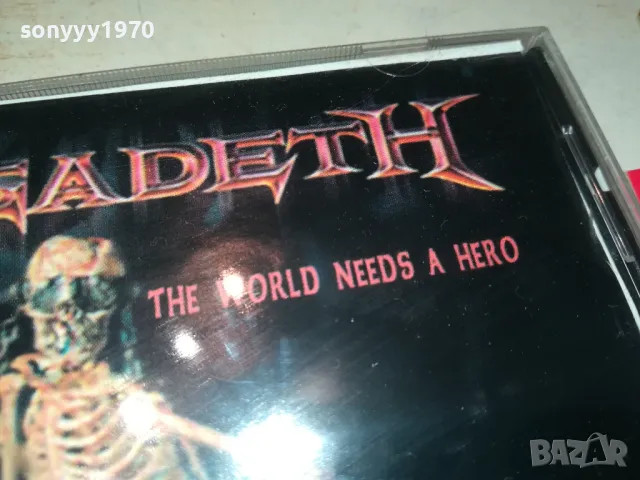 sonyyy1970
GADETH
THE WORLD NEEDS A HERO
BAZAR